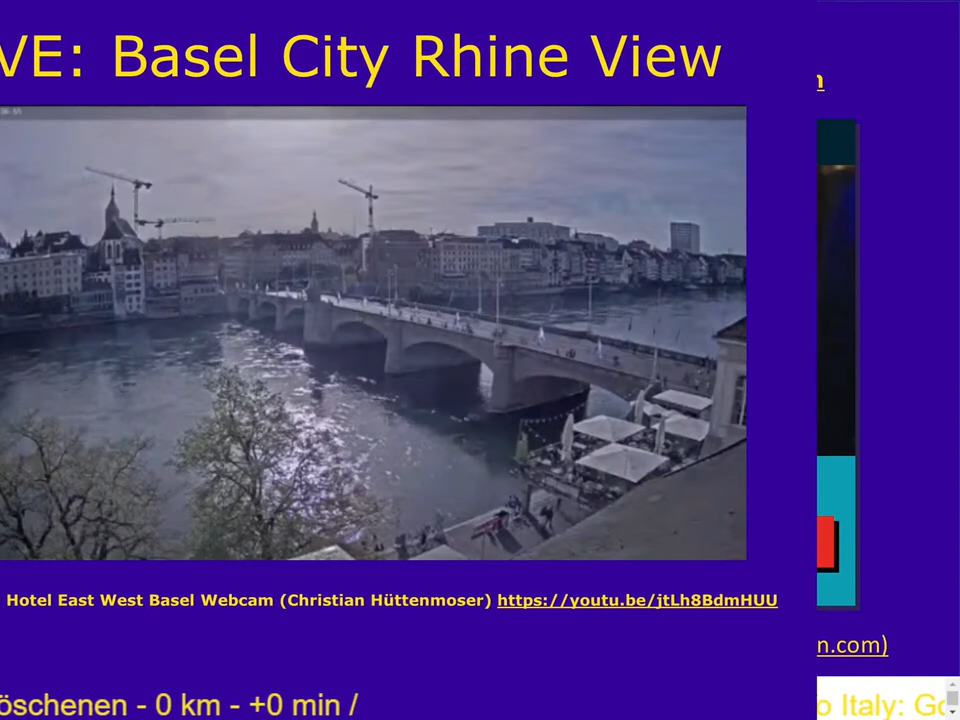 VE: Basel City Rhine View
Hotel East West Basel Webcam (Christian Hüttenmoser) https://youtu.be/jtLh8BdmHUU
n.com)
öschenen - 0 km - +0 min /
o Italy: Go